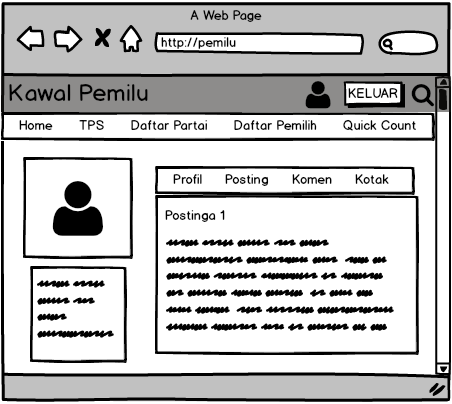 A Web Page
http://pemilu
Kawal Pemilu KELUAR
Home TPS Daftar Partai Daftar Pemilih Quick Count
Profil Posting Komen Kotak
Postinga 1